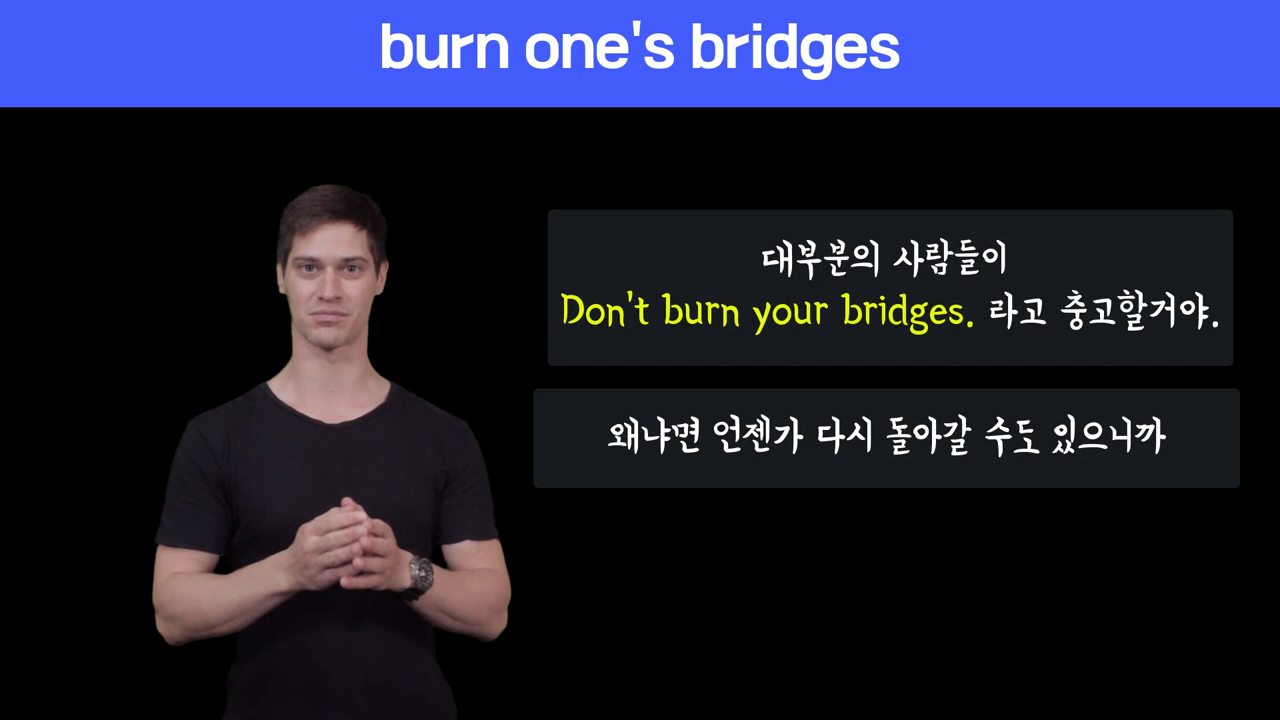 burn one's bridges
대부분의 사람들이
Don't burn your bridges. 라고 충고할거야.
왜냐면 언젠가 다시 돌아갈 수도 있으니까